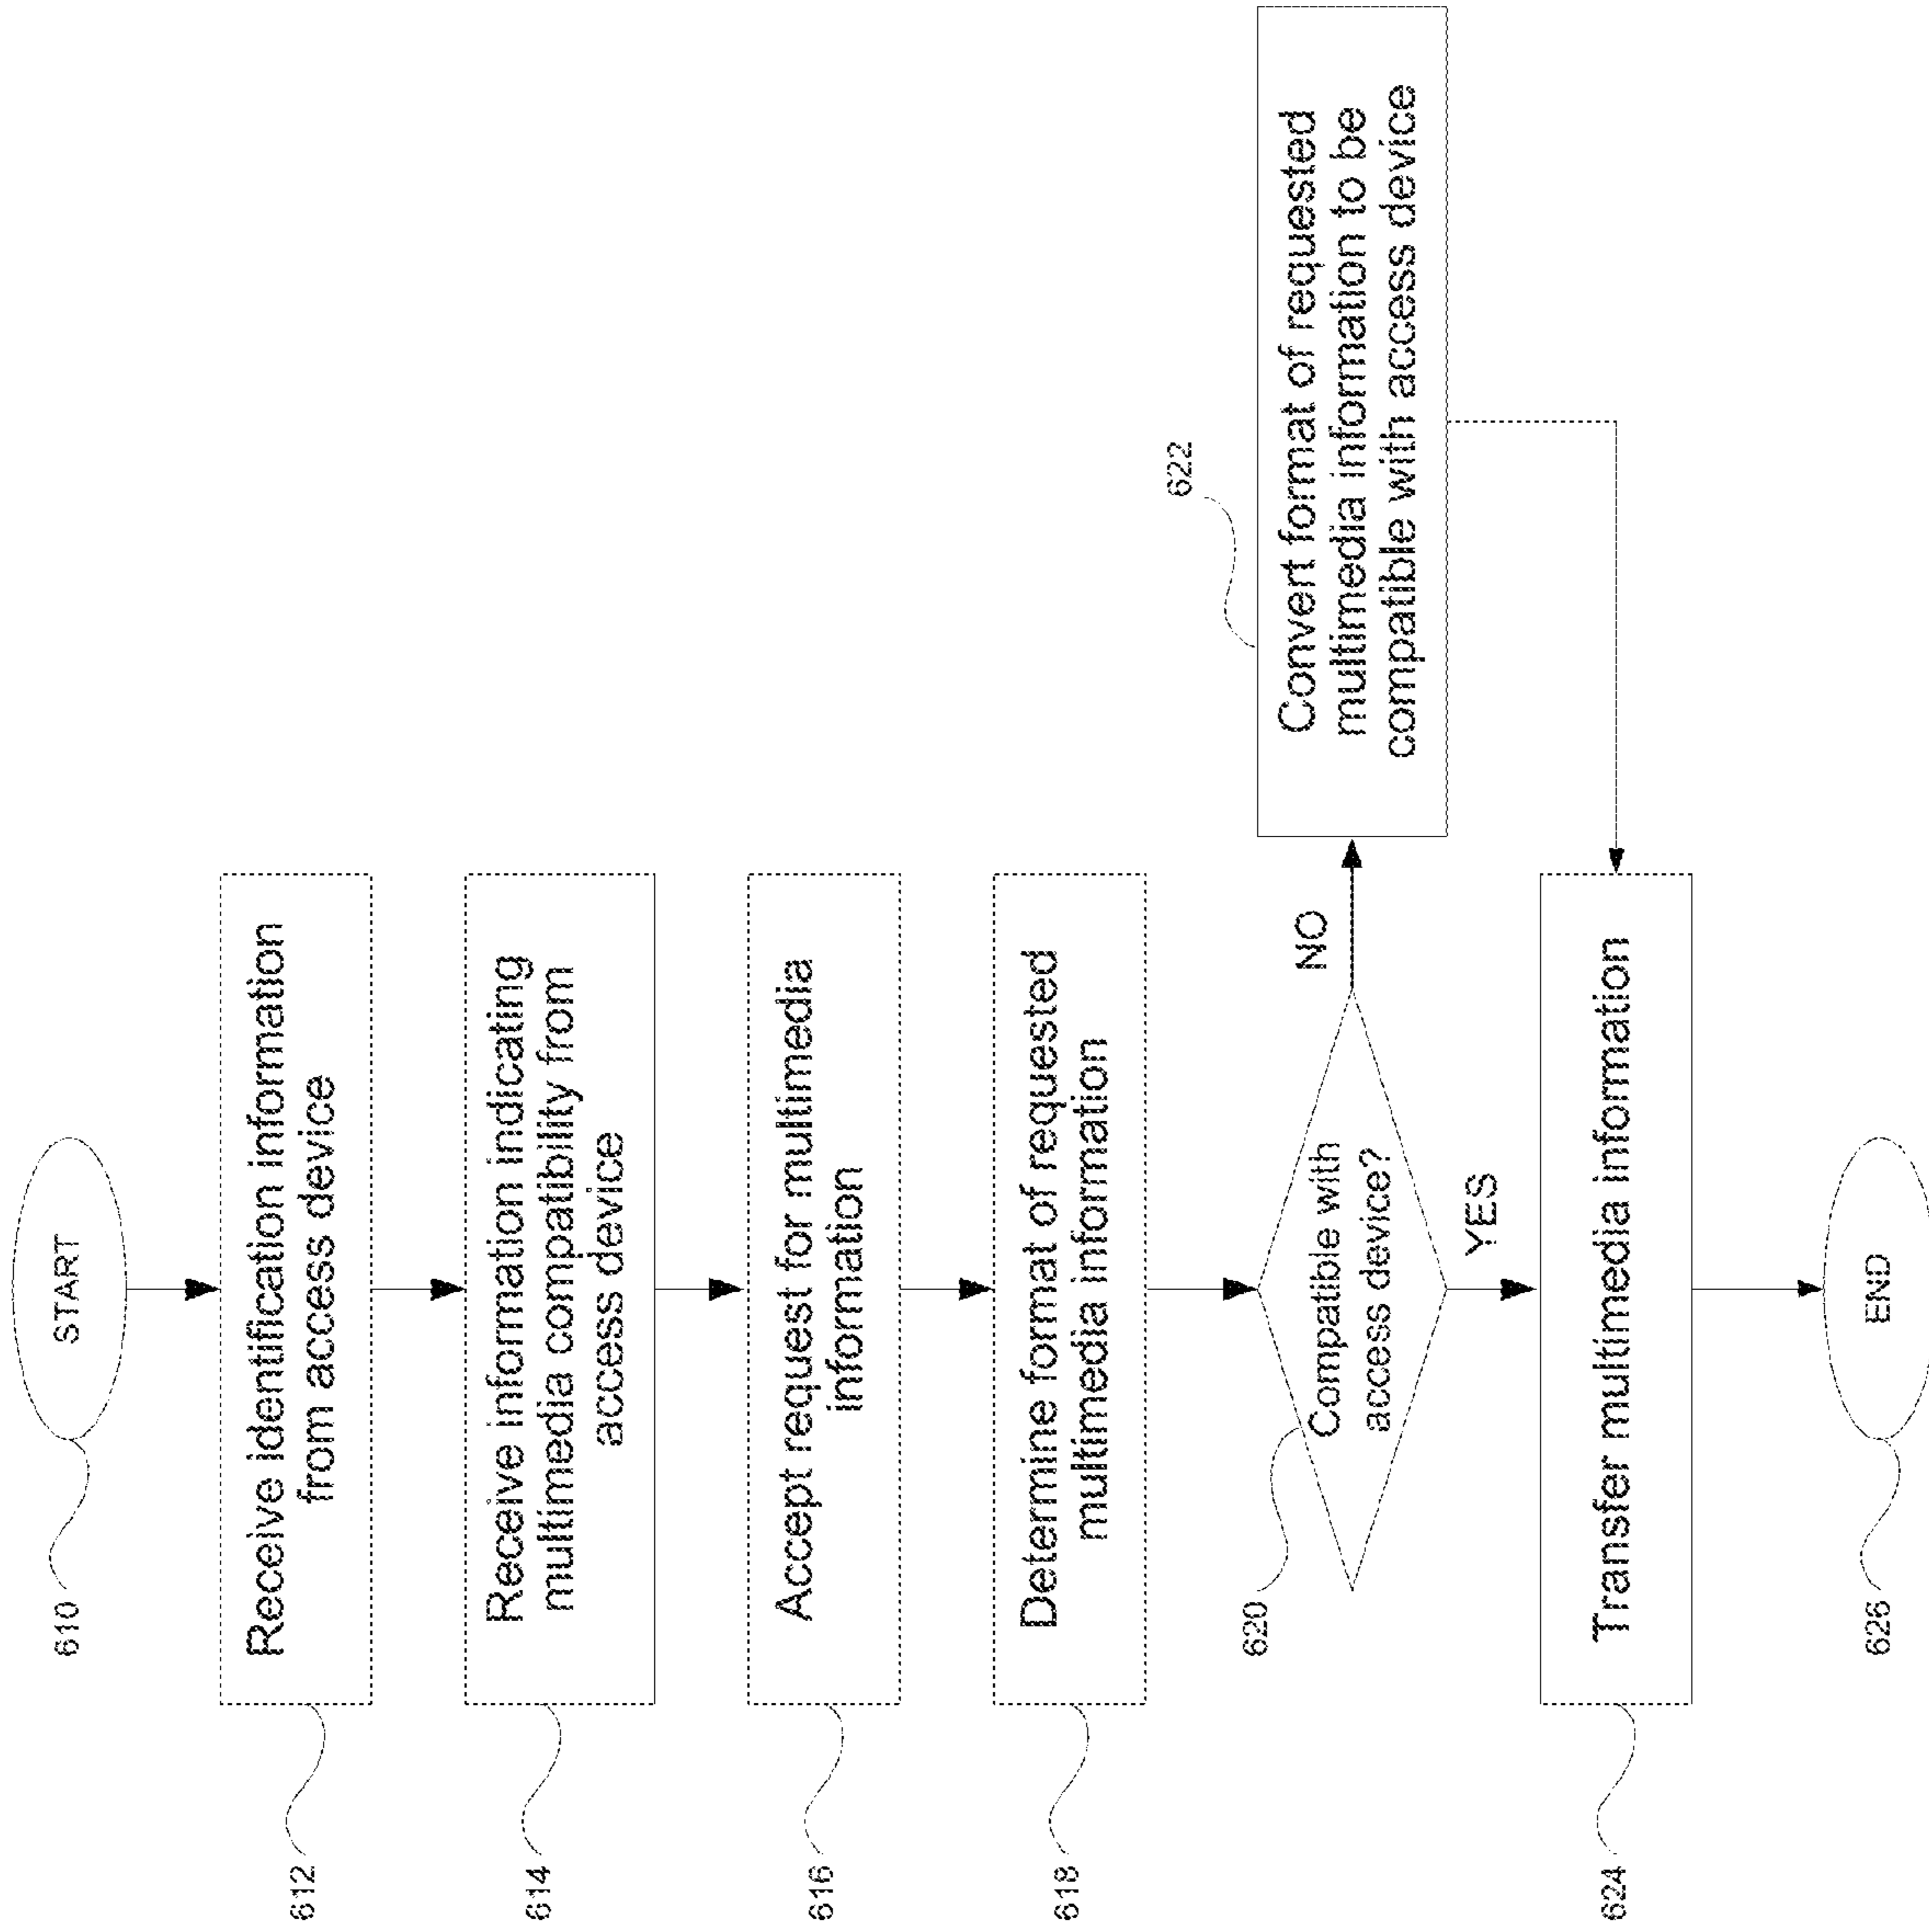 610
START
612
Receive identification information
from access device
614
Receive information indicating
multimedia compatibility from
access device
616
Accept request for multimedia
information
618
Determine format of requested
multimedia information
620
Compatible with
access device?
NO
622
Convert format of requested
multimedia information to be
compatible with access device
YES
624
Transfer multimedia information
626
END